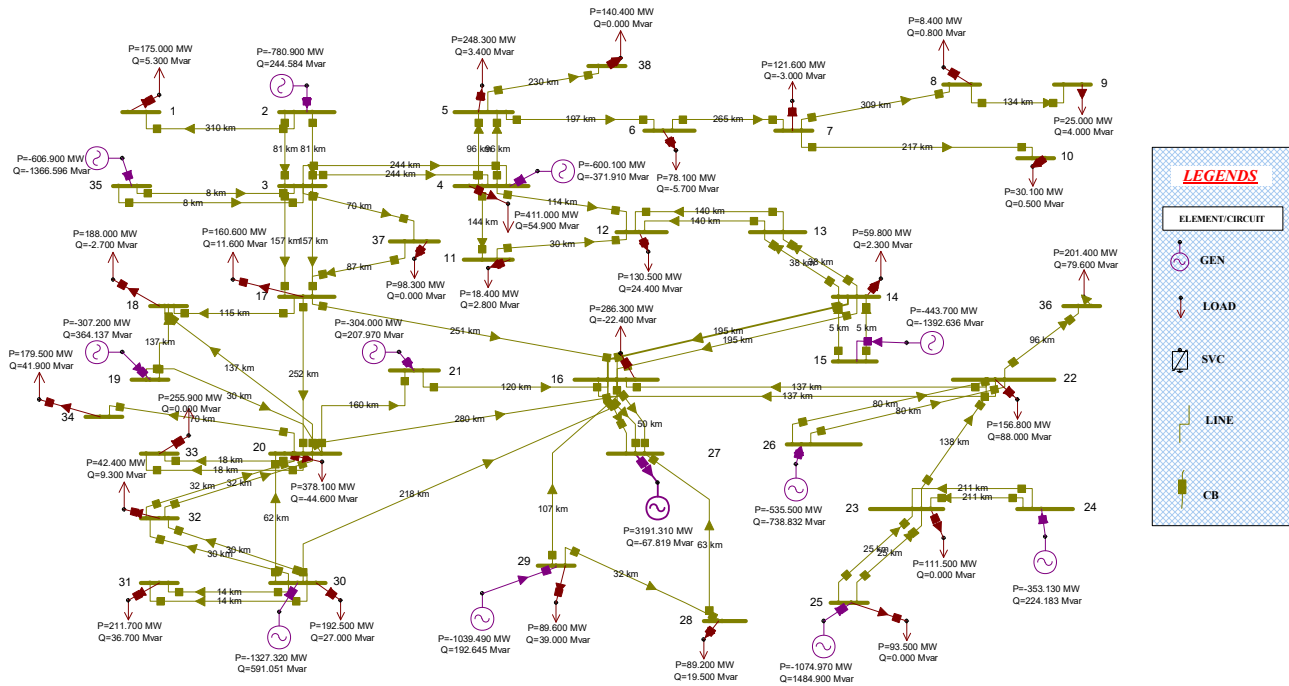 P=140.400 MW
Q=0.000 Mvar
P=175.000 MW
Q=5.300 Mvar
P=248.300 MW
Q=3.400 Mvar
P=8.400 MW
Q=0.800 Mvar
P=-780.900 MW
Q=244.584 Mvar
38
P=121.600 MW
Q=-3.000 Mvar
230 km
8
9
1
2
5
309 km
134 km
310 km
197 km
6
265 km
7
P=25.000 MW
Q=4.000 Mvar
81 km
81 km
96 km
96 km
217 km
10
P=-606.900 MW
Q=-1366.596 Mvar
244 km
244 km
P=-600.100 MW
Q=-371.910 Mvar
P=78.100 MW
Q=-5.700 Mvar
P=30.100 MW
Q=0.500 Mvar
35
8 km
8 km
3
4
LEGENDS
ELEMENT/CIRCUIT
GEN
LOAD
SVC
LINE
CB
70 km
114 km
P=411.000 MW
Q=54.900 Mvar
140 km
140 km
P=188.000 MW
Q=-2.700 Mvar
P=160.600 MW
Q=11.600 Mvar
157 km
157 km
37
144 km
12
13
P=59.800 MW
Q=2.300 Mvar
P=201.400 MW
Q=79.600 Mvar
87 km
11
30 km
38 km
38 km
P=98.300 MW
Q=0.000 Mvar
P=130.500 MW
Q=24.400 Mvar
18
17
P=18.400 MW
Q=2.800 Mvar
14
36
115 km
P=-307.200 MW
Q=364.137 Mvar
P=-304.000 MW
Q=207.970 Mvar
251 km
P=286.300 MW
Q=-22.400 Mvar
195 km
195 km
5 km
5 km
P=-443.700 MW
Q=-1392.636 Mvar
137 km
15
96 km
P=179.500 MW
Q=41.900 Mvar
19
137 km
252 km
21
120 km
16
137 km
137 km
22
30 km
P=255.900 MW
Q=0.000 Mvar
160 km
280 km
50 km
80 km
80 km
P=156.800 MW
Q=88.000 Mvar
34
70 km
33
20
26
138 km
P=42.400 MW
Q=9.300 Mvar
18 km
18 km
27
32 km
32 km
P=378.100 MW
Q=-44.600 Mvar
218 km
P=-535.500 MW
Q=-738.832 Mvar
211 km
211 km
32
62 km
107 km
P=3191.310 MW
Q=-67.819 Mvar
23
24
30 km
30 km
63 km
25 km
25 km
P=111.500 MW
Q=0.000 Mvar
31
30
29
32 km
P=-353.130 MW
Q=224.183 Mvar
14 km
14 km
25
P=211.700 MW
Q=36.700 Mvar
P=192.500 MW
Q=27.000 Mvar
28
P=-1039.490 MW
Q=192.645 Mvar
P=89.600 MW
Q=39.000 Mvar
P=93.500 MW
Q=0.000 Mvar
P=-1327.320 MW
Q=591.051 Mvar
P=89.200 MW
Q=19.500 Mvar
P=-1074.970 MW
Q=1484.900 Mvar